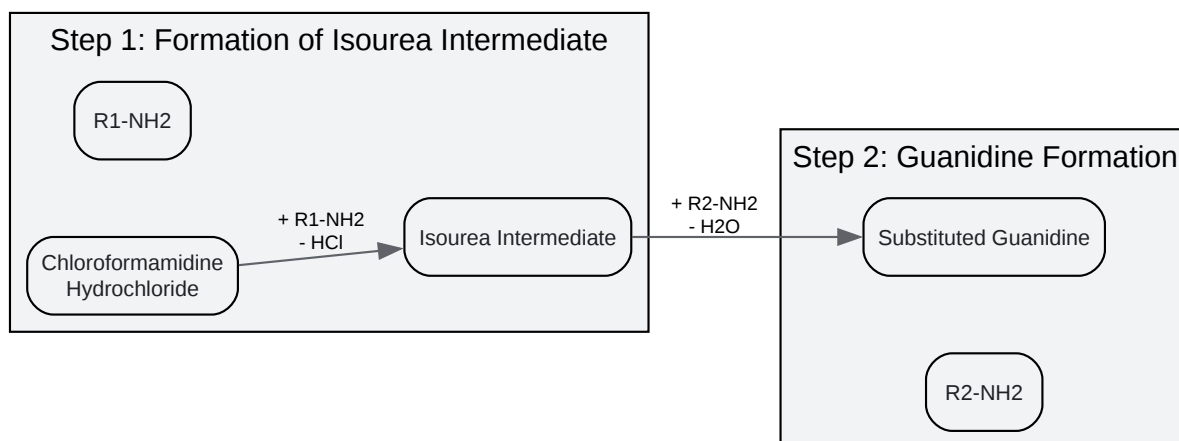 Step 1: Formation of Isourea Intermediate
R1-NH2
Chloroformamidine
Hydrochloride
+ R1-NH2
- HCl
Isourea Intermediate
+ R2-NH2
- H2O
Step 2: Guanidine Formation
Substituted Guanidine
R2-NH2